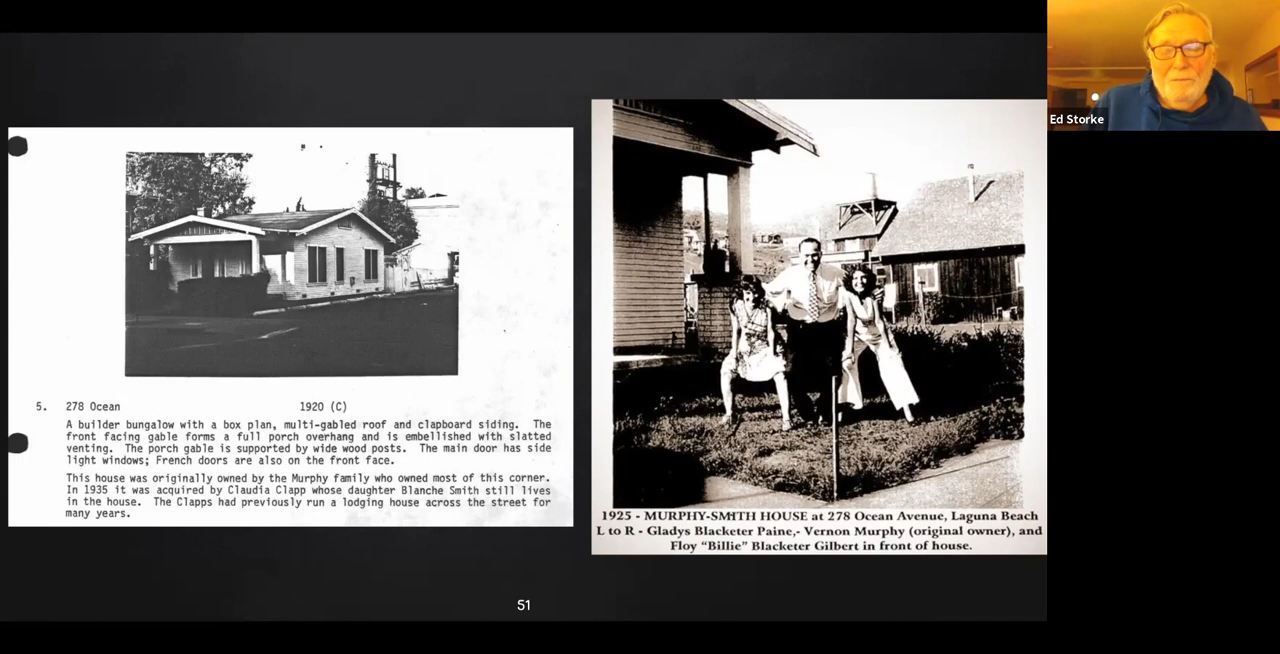 5. 278 Ocean 1920 (C)
A builder bungalow with a box plan, multi-gabled roof and clapboard siding. The
front facing gable forms a full porch overhang and is embellished with slatted
venting. The porch gable is supported by wide wood posts. The main door has side
light windows; French doors are also on the front face.
This house was originally owned by the Murphy family who owned most of this corner.
In 1935 it was acquired by Claudia Clapp whose daughter Blanche Smith still lives
in the house. The Clapps had previously run a lodging house across the street for
many years.
1925 - MURPHY-SMITH HOUSE at 278 Ocean Avenue, Laguna Beach
L to R - Gladys Blacketer Paine,- Vernon Murphy (original owner), and
Floy “Billie” Blacketer Gilbert in front of house.
51
Ed Storke